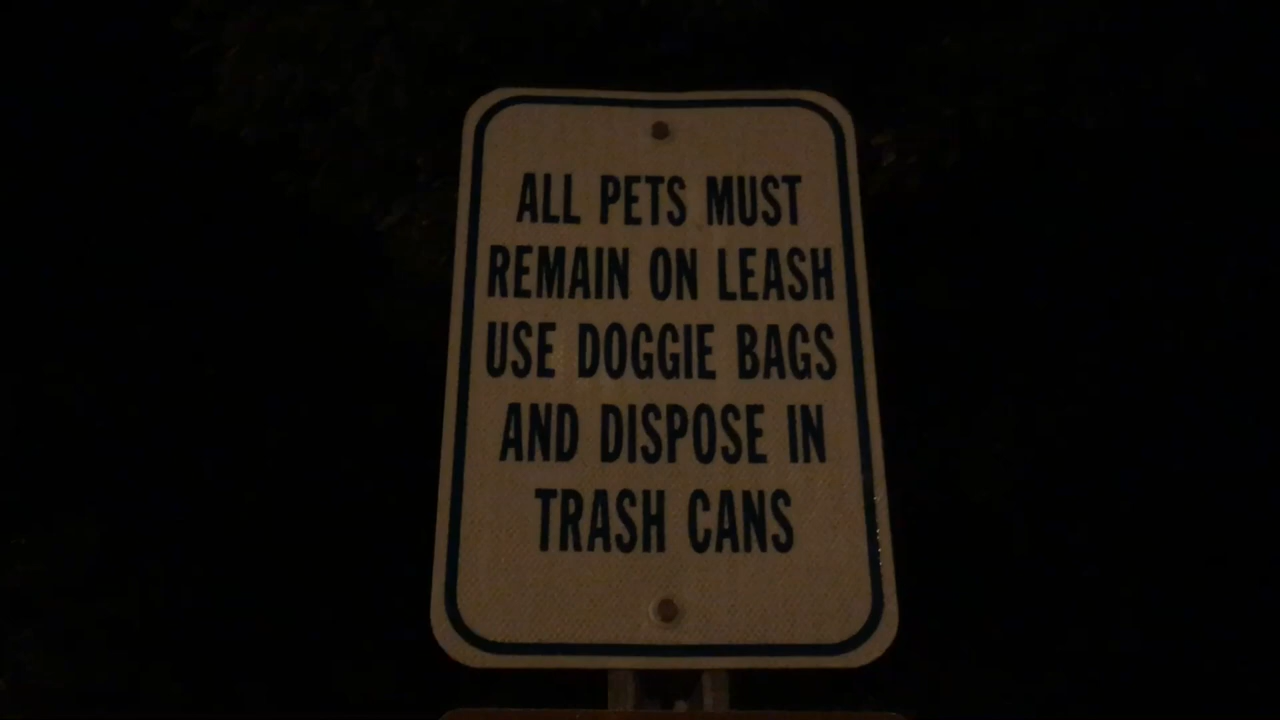 ALL PETS MUST
REMAIN ON LEASH
USE DOGGIE BAGS
AND DISPOSE IN
TRASH CANS